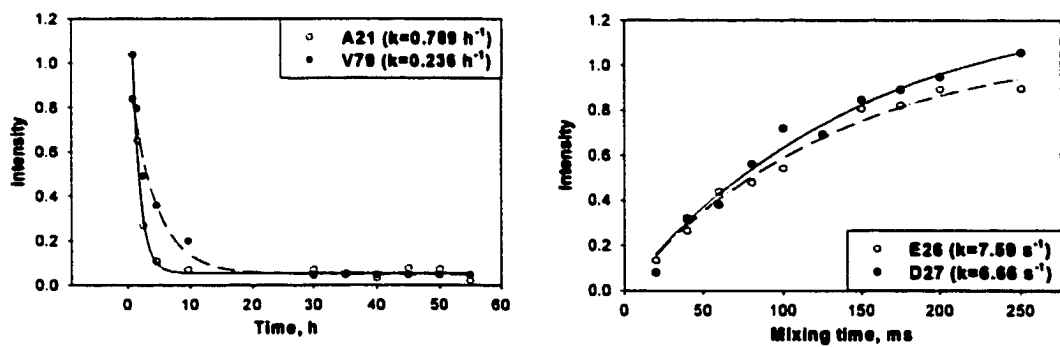 1.2
1.0
0.8
0.6
0.4
0.2
0.0
Intensity
A21 (k=0.789 h⁻¹)
V79 (k=0.236 h⁻¹)
0 10 20 30 40 50 60
Time, h
1.2
1.0
0.8
0.6
0.4
0.2
0.0
Intensity
E26 (k=7.59 s⁻¹)
D27 (k=6.66 s⁻¹)
0 50 100 150 200 250
Mixing time, ms